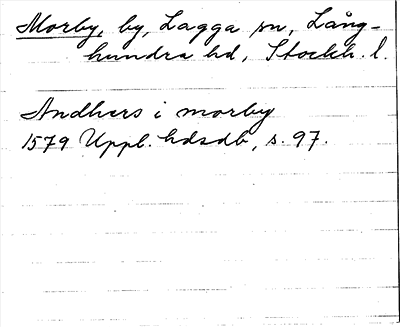 Morby, by, Lagga sn, Lång-
hundra hd, Stockh. l.
Andhers i morby
1579 Uppl. hdsdb, s. 97.